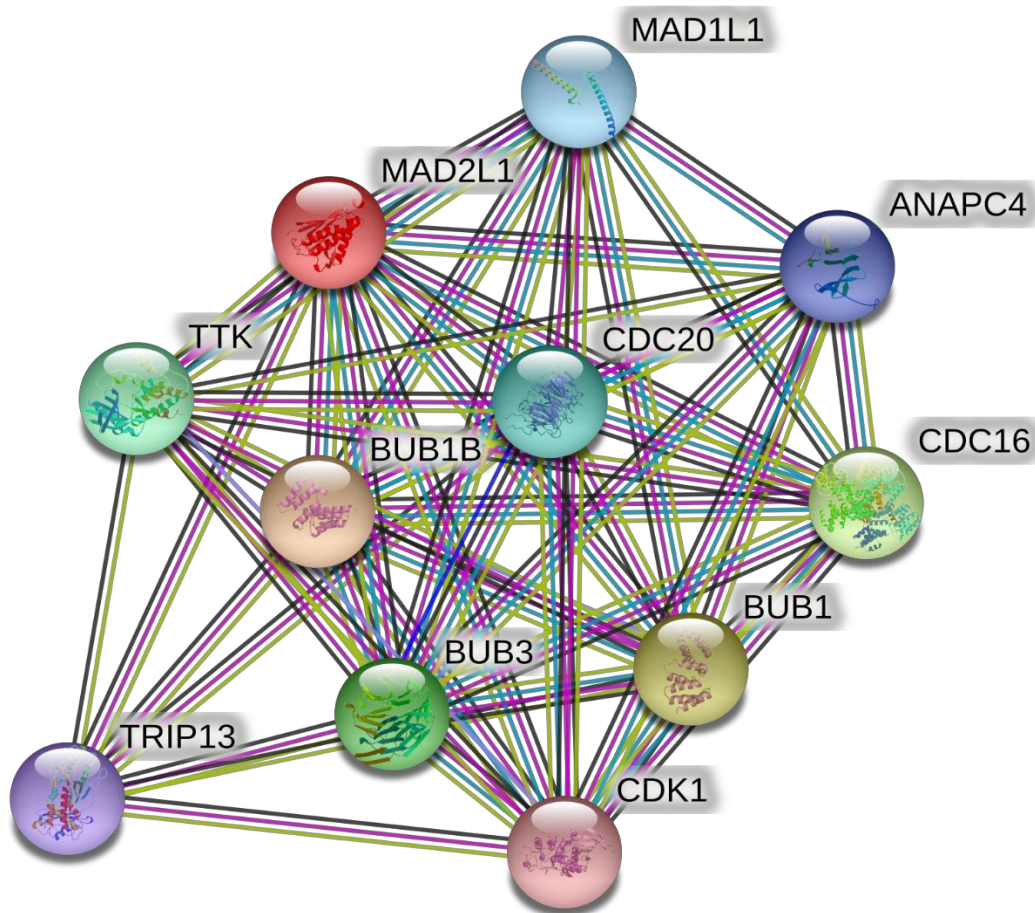 MAD1L1
MAD2L1
ANAPC4
TTK
CDC20
BUB1B
CDC16
BUB1
BUB3
TRIP13
CDK1